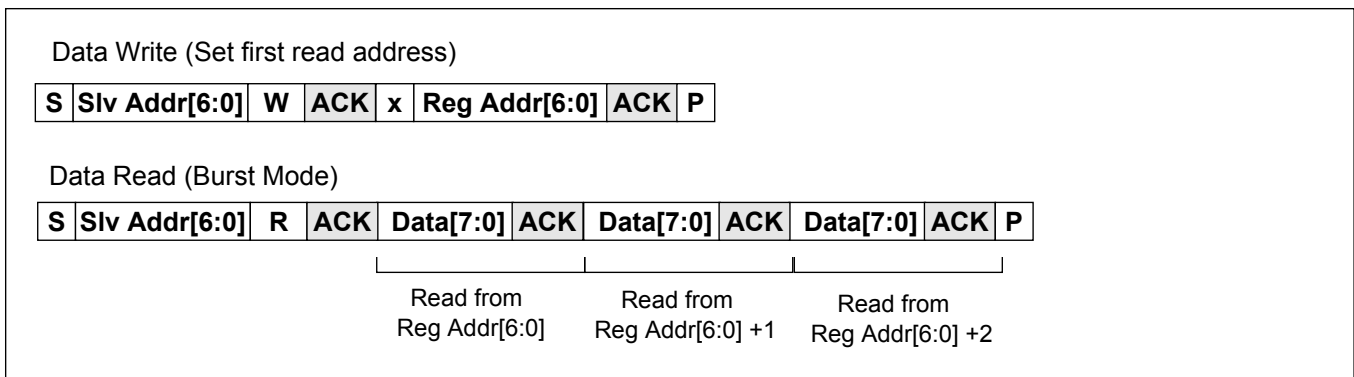 Data Write (Set first read address)
S Slv Addr[6:0] W ACK x Reg Addr[6:0] ACK P
Data Read (Burst Mode)
S Slv Addr[6:0] R ACK Data[7:0] ACK Data[7:0] ACK Data[7:0] ACK P
Read from Read from Read from
Reg Addr[6:0] Reg Addr[6:0] +1 Reg Addr[6:0] +2